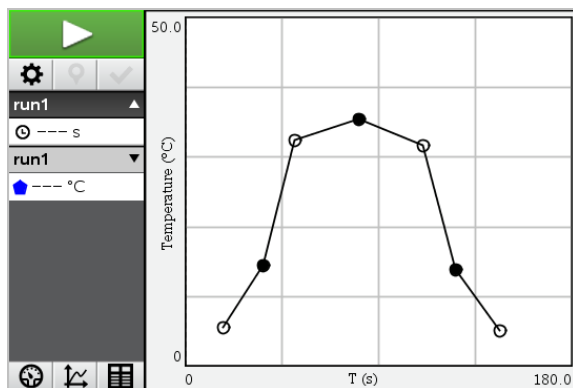 run1
--- s
run1
--- °C
50.0
Temperature (°C)
0
0
T (s)
180.0